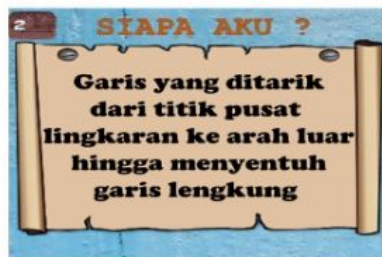 2
SIAPA AKU ?
Garis yang ditarik
dari titik pusat
lingkaran ke arah luar
hingga menyentuh
garis lengkung